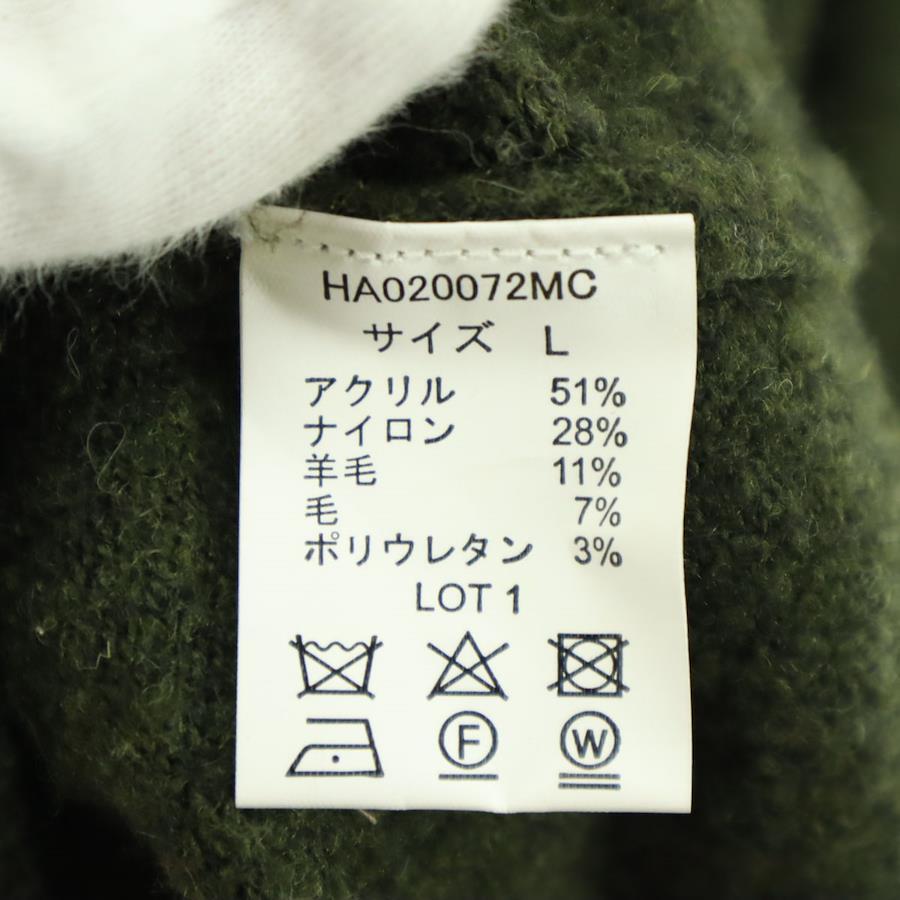 HA020072MC
サイズ L
アクリル 51%
ナイロン 28%
羊毛 11%
毛 7%
ポリウレタン 3%
LOT 1
F W